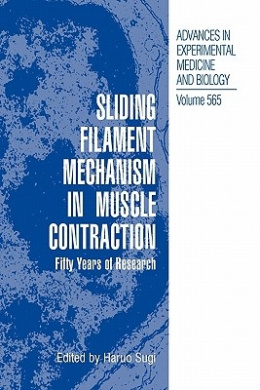 ADVANCES IN
EXPERIMENTAL
MEDICINE
AND BIOLOGY
Volume 565
SLIDING
FILAMENT
MECHANISM
IN MUSCLE
CONTRACTION
Fifty Years of Research
Edited by Haruo Sugi